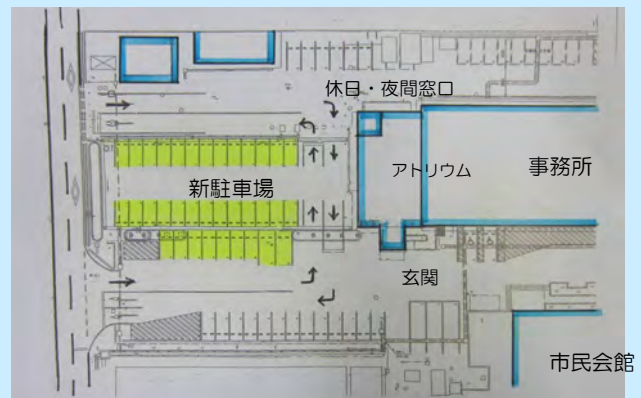 休日・夜間窓口
新駐車場
アトリウム
事務所
玄関
市民会館